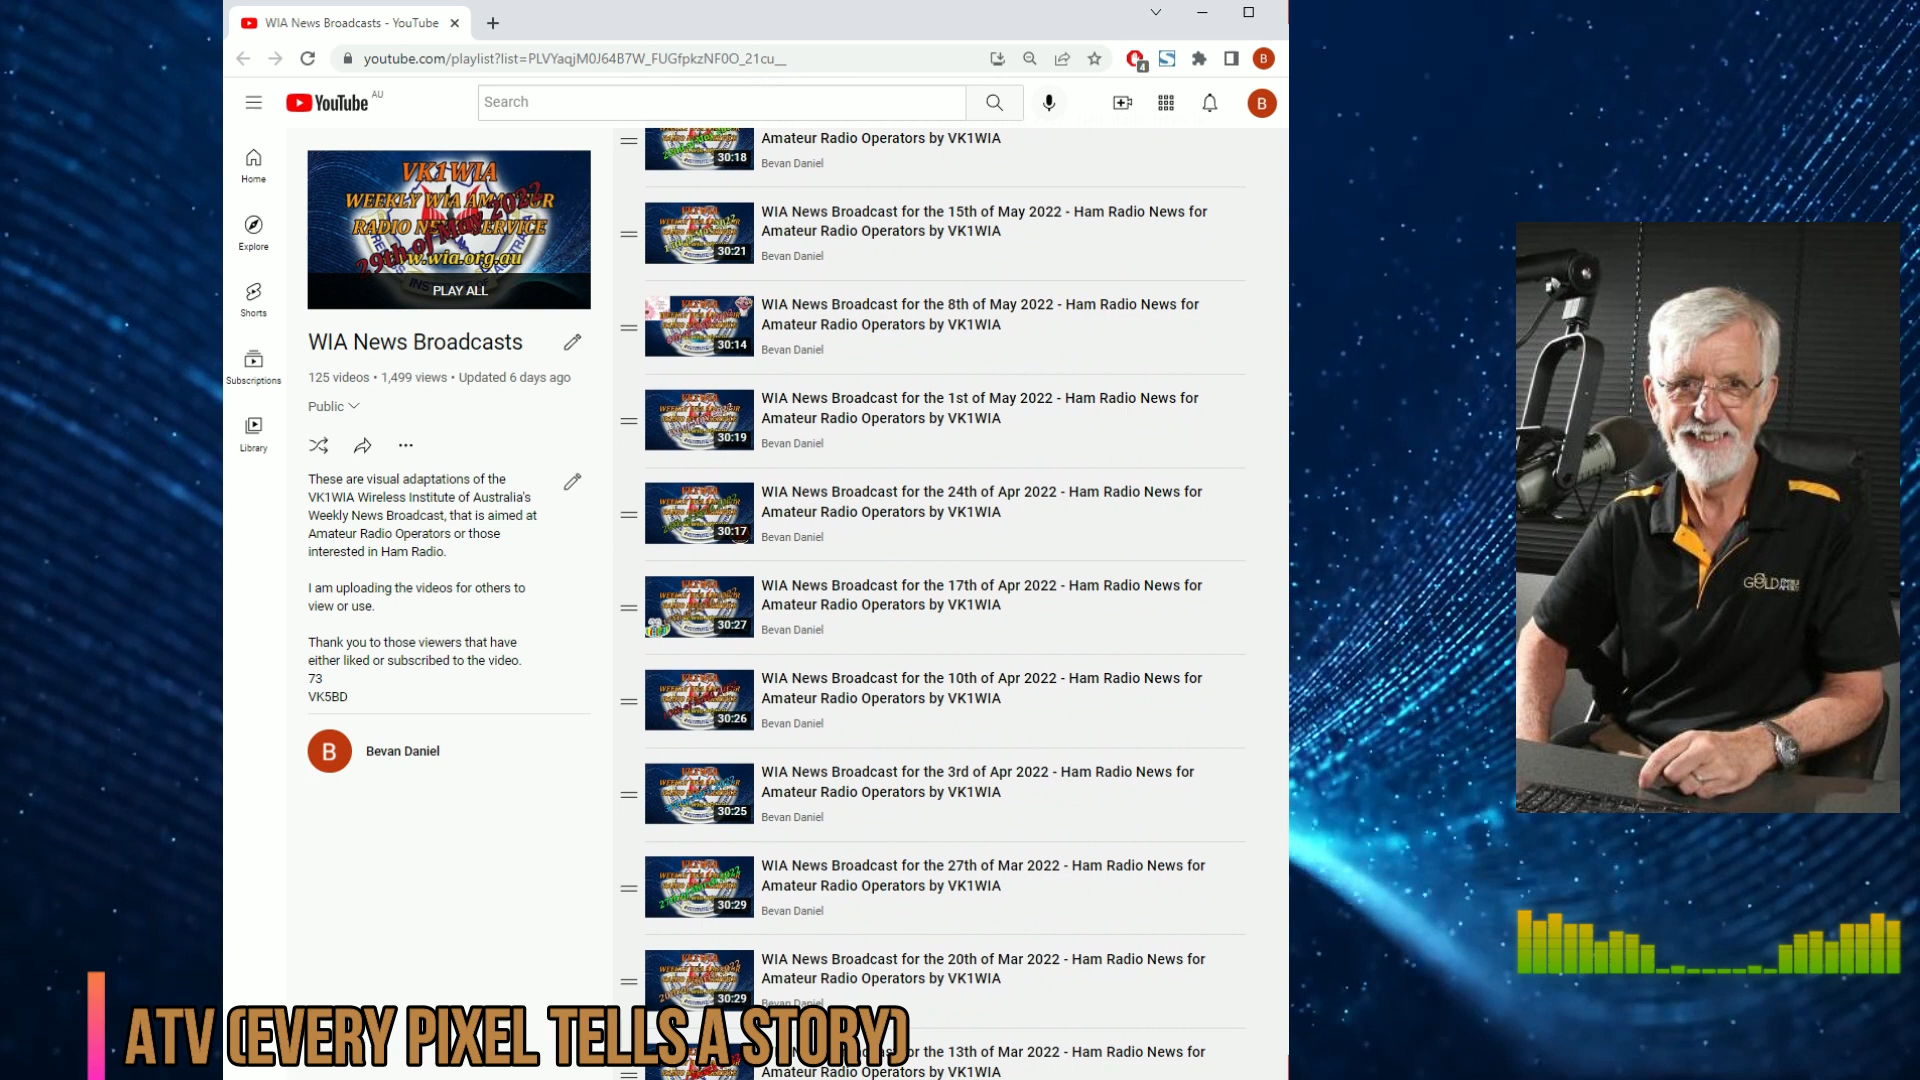 WIA News Broadcasts - YouTube
youtube.com/playlist?list=PLVYaqjM0J64B7W_FUGfpkzNF0O_21cu__
4
B
YouTube AU
Search
B
Home
Explore
Shorts
Subscriptions
Library
VK1WIA
WEEKLY WIA AMATEUR
RADIO NEWS SERVICE
29th of May 2022
www.wia.org.au
PLAY ALL
WIA News Broadcasts
125 videos • 1,499 views • Updated 6 days ago
Public
These are visual adaptations of the
VK1WIA Wireless Institute of Australia's
Weekly News Broadcast, that is aimed at
Amateur Radio Operators or those
interested in Ham Radio.
I am uploading the videos for others to
view or use.
Thank you to those viewers that have
either liked or subscribed to the video.
73
VK5BD
B
Bevan Daniel
30:18
Amateur Radio Operators by VK1WIA
Bevan Daniel
30:21
WIA News Broadcast for the 15th of May 2022 - Ham Radio News for
Amateur Radio Operators by VK1WIA
Bevan Daniel
30:14
WIA News Broadcast for the 8th of May 2022 - Ham Radio News for
Amateur Radio Operators by VK1WIA
Bevan Daniel
30:19
WIA News Broadcast for the 1st of May 2022 - Ham Radio News for
Amateur Radio Operators by VK1WIA
Bevan Daniel
30:17
WIA News Broadcast for the 24th of Apr 2022 - Ham Radio News for
Amateur Radio Operators by VK1WIA
Bevan Daniel
30:27
WIA News Broadcast for the 17th of Apr 2022 - Ham Radio News for
Amateur Radio Operators by VK1WIA
Bevan Daniel
30:26
WIA News Broadcast for the 10th of Apr 2022 - Ham Radio News for
Amateur Radio Operators by VK1WIA
Bevan Daniel
30:25
WIA News Broadcast for the 3rd of Apr 2022 - Ham Radio News for
Amateur Radio Operators by VK1WIA
Bevan Daniel
30:29
WIA News Broadcast for the 27th of Mar 2022 - Ham Radio News for
Amateur Radio Operators by VK1WIA
Bevan Daniel
30:29
WIA News Broadcast for the 20th of Mar 2022 - Ham Radio News for
Amateur Radio Operators by VK1WIA
Bevan Daniel
the 13th of Mar 2022 - Ham Radio News for
Amateur Radio Operators by VK1WIA
ATV (EVERY PIXEL TELLS A STORY)
GOLD